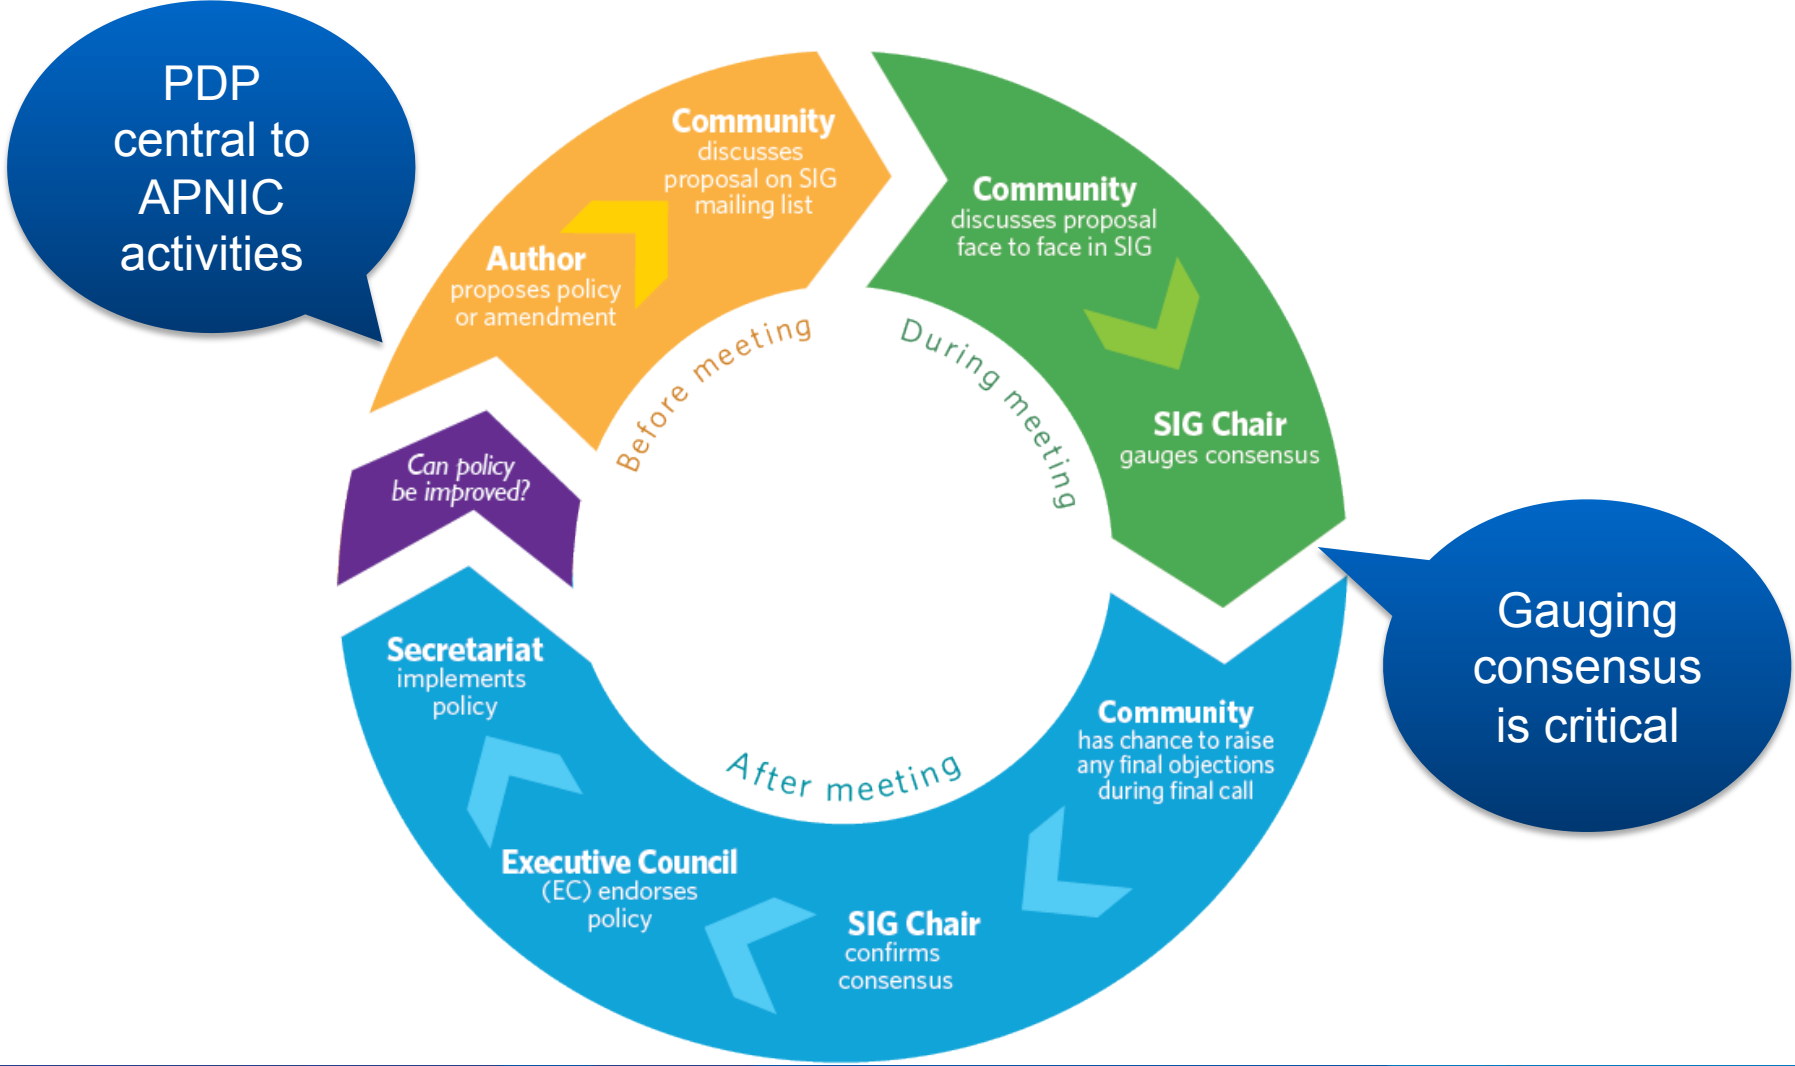 PDP
central to
APNIC
activities
Author
proposes policy
or amendment
Community
discusses
proposal on SIG
mailing list
Before meeting
Community
discusses proposal
face to face in SIG
SIG Chair
gauges consensus
During meeting
Gauging
consensus
is critical
Community
has chance to raise
any final objections
during final call
SIG Chair
confirms
consensus
Executive Council
(EC) endorses
policy
Secretariat
implements
policy
After meeting
Can policy
be improved?